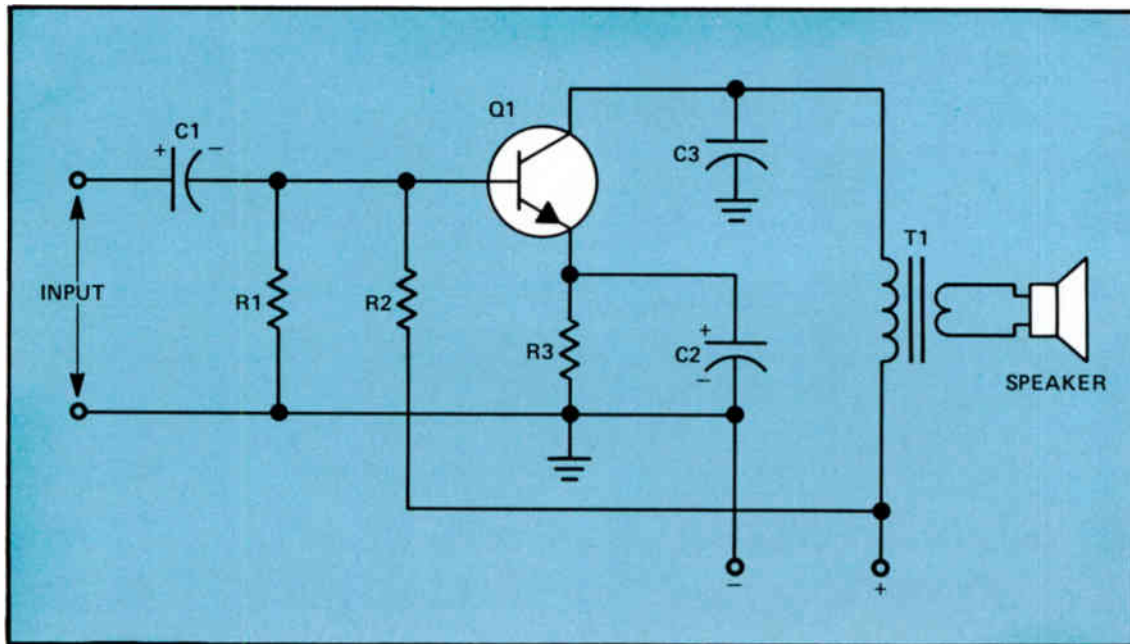 Q1
C1
+
−
C3
T1
INPUT
R1
R2
R3
+
C2
−
SPEAKER
−
+